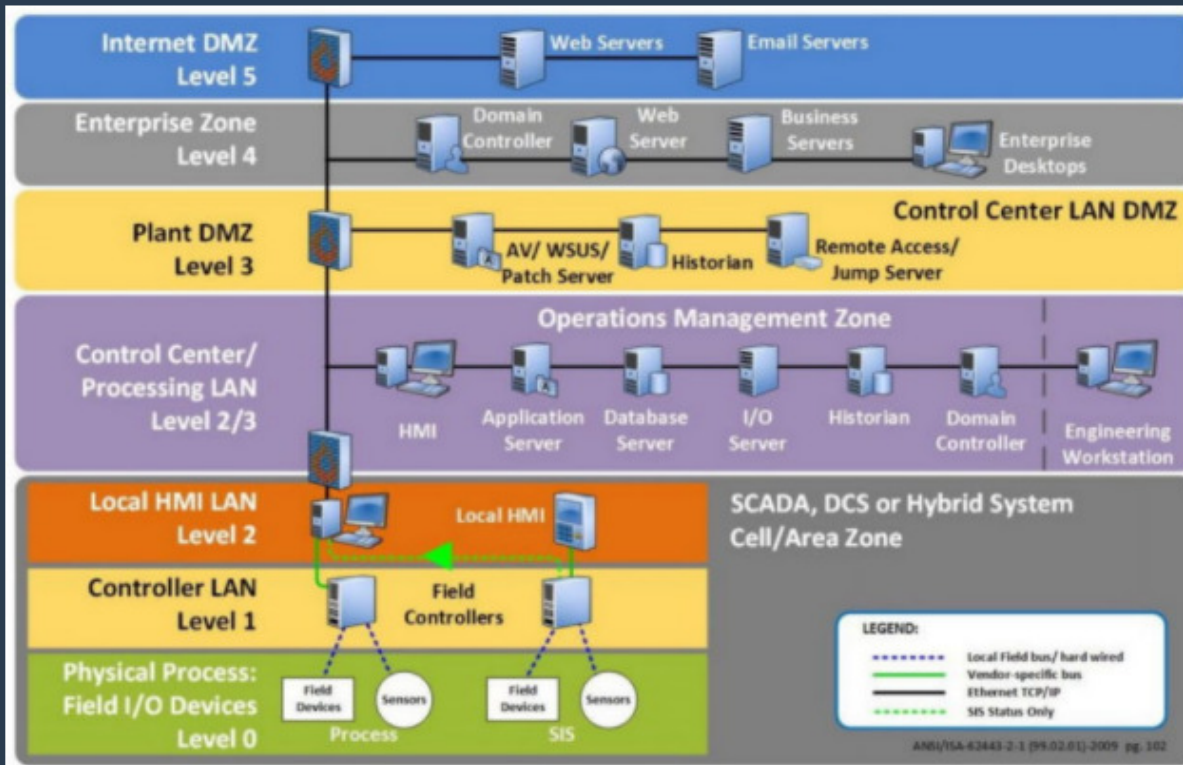 Internet DMZ
Level 5
Web Servers
Email Servers
Enterprise Zone
Level 4
Domain
Controller
Web
Server
Business
Servers
Enterprise
Desktops
Plant DMZ
Level 3
Control Center LAN DMZ
AV/ WSUS/
Patch Server
Historian
Remote Access/
Jump Server
Operations Management Zone
Control Center/
Processing LAN
Level 2/3
HMI
Application
Server
Database
Server
I/O
Server
Historian
Domain
Controller
Engineering
Workstation
Local HMI LAN
Level 2
Local HMI
SCADA, DCS or Hybrid System
Cell/Area Zone
Controller LAN
Level 1
Field
Controllers
Physical Process:
Field I/O Devices
Level 0
Field
Devices
Sensors
Process
Field
Devices
Sensors
SIS
LEGEND:
Local Field bus/ hard wired
Vendor-specific bus
Ethernet TCP/IP
SIS Status Only
ANSI/ISA-62443-2-1 (99.02.01)-2009 pg. 102